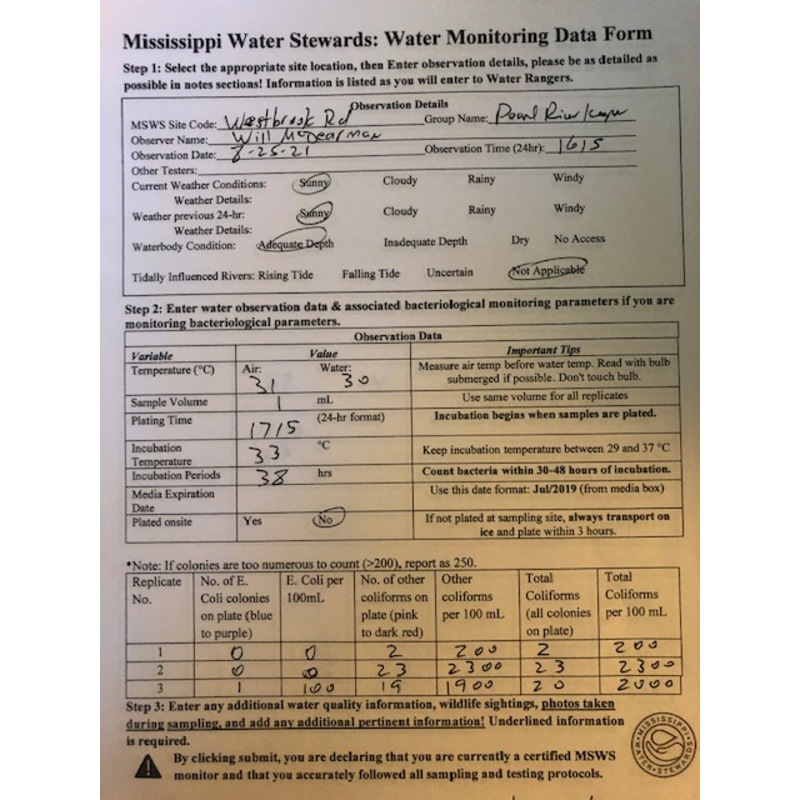 Mississippi Water Stewards: Water Monitoring Data Form
Step 1: Select the appropriate site location, then Enter observation details, please be as detailed as
possible in notes sections! Information is listed as you will enter to Water Rangers.
Observation Details
MSWS Site Code: Westbrook Rd Group Name: Pearl Riverkeeper
Observer Name: Will McDearman
Observation Date: 8-25-21 Observation Time (24hr): 1615
Other Testers:
Current Weather Conditions: Sunny Cloudy Rainy Windy
Weather Details:
Weather previous 24-hr: Sunny Cloudy Rainy Windy
Weather Details:
Waterbody Condition: Adequate Depth Inadequate Depth Dry No Access
Tidally Influenced Rivers: Rising Tide Falling Tide Uncertain Not Applicable
Step 2: Enter water observation data & associated bacteriological monitoring parameters if you are
monitoring bacteriological parameters.
Observation Data
Variable Value Important Tips
Temperature (°C) Air: 31 Water: 30 Measure air temp before water temp. Read with bulb
submerged if possible. Don't touch bulb.
Sample Volume 1 mL Use same volume for all replicates
Plating Time 1715 (24-hr format) Incubation begins when samples are plated.
Incubation
Temperature 33 °C Keep incubation temperature between 29 and 37 °C
Incubation Periods 38 hrs Count bacteria within 30-48 hours of incubation.
Media Expiration
Date Use this date format: Jul/2019 (from media box)
Plated onsite Yes No If not plated at sampling site, always transport on
ice and plate within 3 hours.
*Note: If colonies are too numerous to count (>200), report as 250.
Replicate No. of E. E. Coli per No. of other Other Total Total
No. Coli colonies 100mL coliforms on coliforms Coliforms Coliforms
on plate (blue plate (pink per 100 mL (all colonies per 100 mL
to purple) to dark red) on plate)
1 0 0 2 200 2 200
2 0 0 23 2300 23 2300
3 1 100 19 1900 20 2000
Step 3: Enter any additional water quality information, wildlife sightings, photos taken
during sampling, and add any additional pertinent information! Underlined information
is required.
By clicking submit, you are declaring that you are currently a certified MSWS
monitor and that you accurately followed all sampling and testing protocols.
MISSISSIPPI WATER STEWARDS